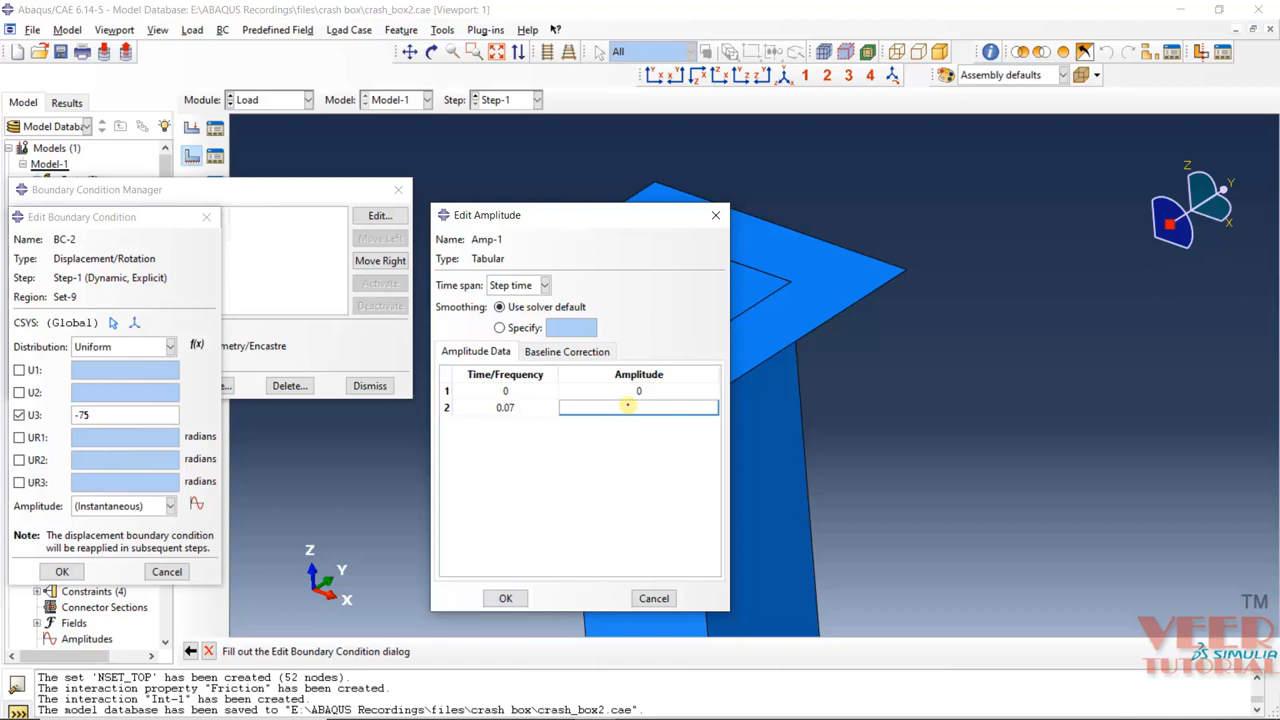 Abaqus/CAE 6.14-5 - Model Database: E:\ABAQUS Recordings\files\crash box\crash_box2.cae - [Viewport: 1]
File Model Viewport View Load BC Predefined Field Load Case Feature Tools Plug-ins Help
All
1 2 3 4 Assembly defaults
Model Results Module: Load Model: Model-1 Step: Step-1
Model Databa
Models (1)
Model-1
Boundary Condition Manager
Edit...
Move Left
Move Right
Activate
Deactivate
metry/Encastre
e... Delete... Dismiss
Edit Boundary Condition
Name: BC-2
Type: Displacement/Rotation
Step: Step-1 (Dynamic, Explicit)
Region: Set-9
CSYS: (Global)
Distribution: Uniform f(x)
U1:
U2:
U3: -75
UR1: radians
UR2: radians
UR3: radians
Amplitude: (Instantaneous)
Note: The displacement boundary condition
will be reapplied in subsequent steps.
OK Cancel
Edit Amplitude
Name: Amp-1
Type: Tabular
Time span: Step time
Smoothing: Use solver default
Specify:
Amplitude Data Baseline Correction
Time/Frequency Amplitude
1 0 0
2 0.07
OK Cancel
Z
Y
X
Z
Y
X
Constraints (4)
Connector Sections
Fields
Amplitudes
Fill out the Edit Boundary Condition dialog
TM
VEER
SIMULIA
TUTORIAL
The set 'NSET_TOP' has been created (52 nodes).
The interaction property "Friction" has been created.
The interaction "Int-1" has been created.
The model database has been saved to "E:\ABAQUS Recordings\files\crash box\crash_box2.cae".